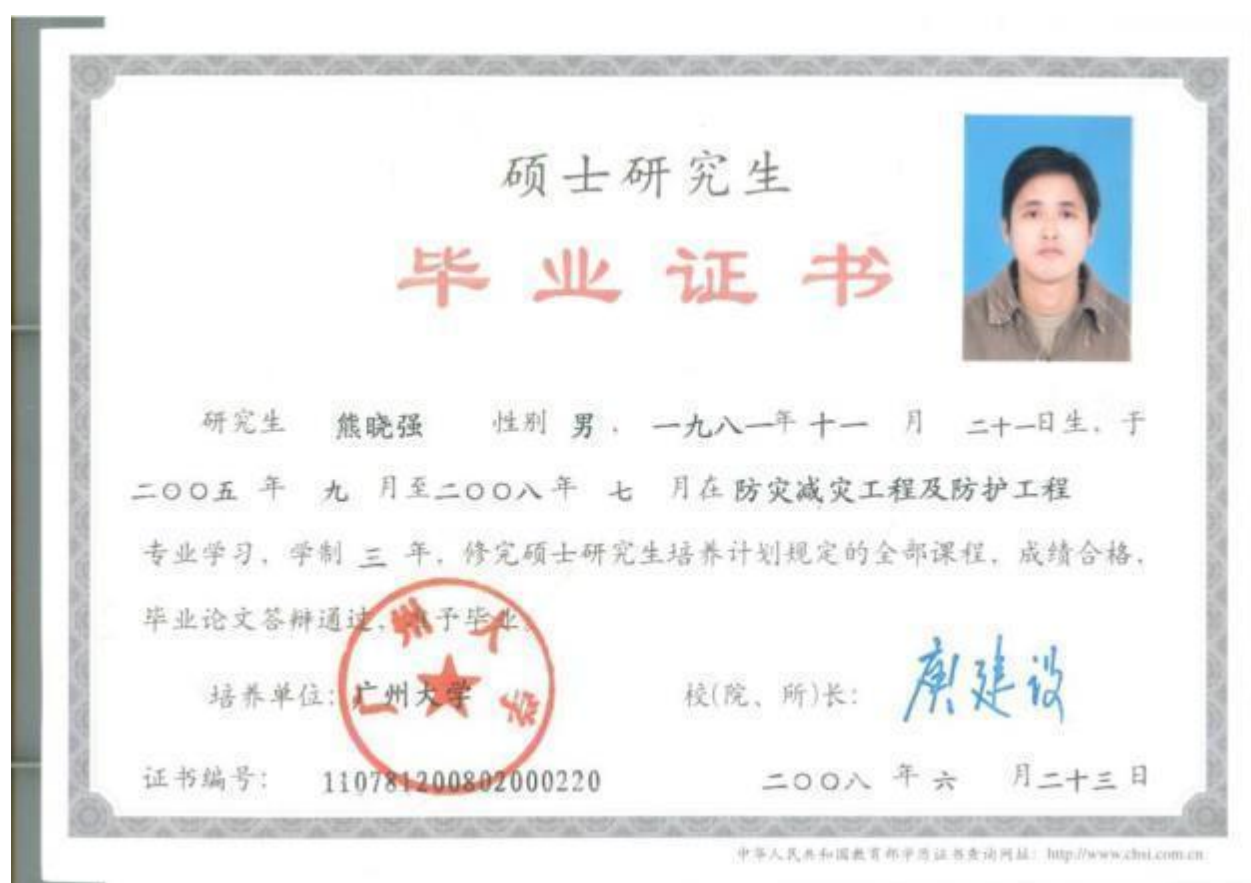 硕士研究生
毕业证书
研究生 熊晓强 性别 男, 一九八一年 十一 月 二十一日生, 于
二〇〇五 年 九 月至二〇〇八年 七 月在 防灾减灾工程及防护工程
专业学习, 学制 三 年, 修完硕士研究生培养计划规定的全部课程, 成绩合格,
毕业论文答辩通过, 准予毕业。
培养单位: 广州大学 校(院、所)长: 庾建设
广州大学
证书编号: 110781200802000220 二〇〇八 年 六 月二十三日
中华人民共和国教育部学历证书查询网址: http://www.chsi.com.cn